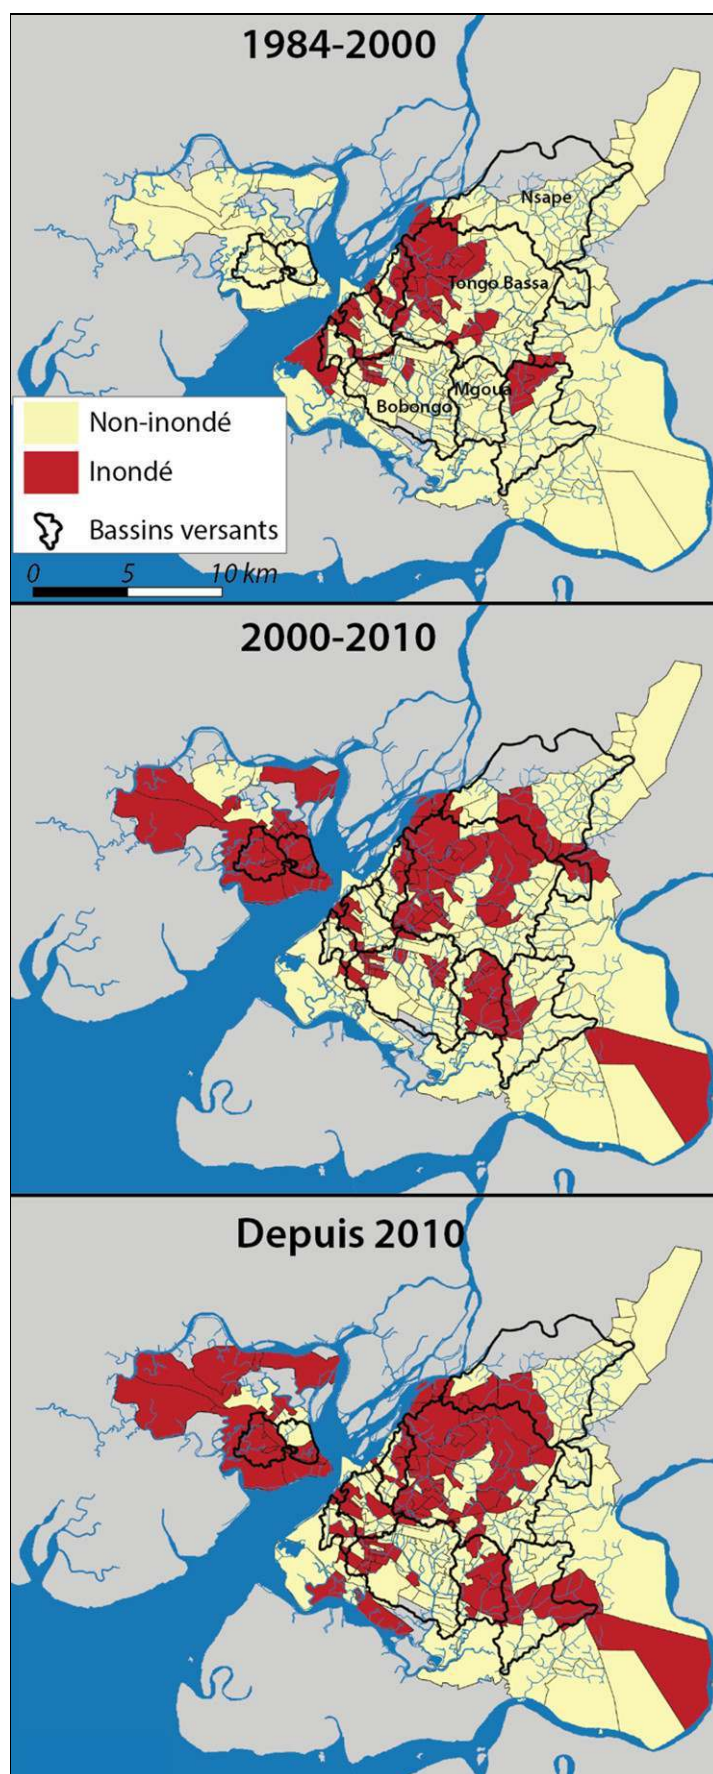 1984-2000
Nsape
Tongo Bassa
Mgoua
Bobongo
Non-inondé
Inondé
Bassins versants
0 5 10 km
2000-2010
Depuis 2010